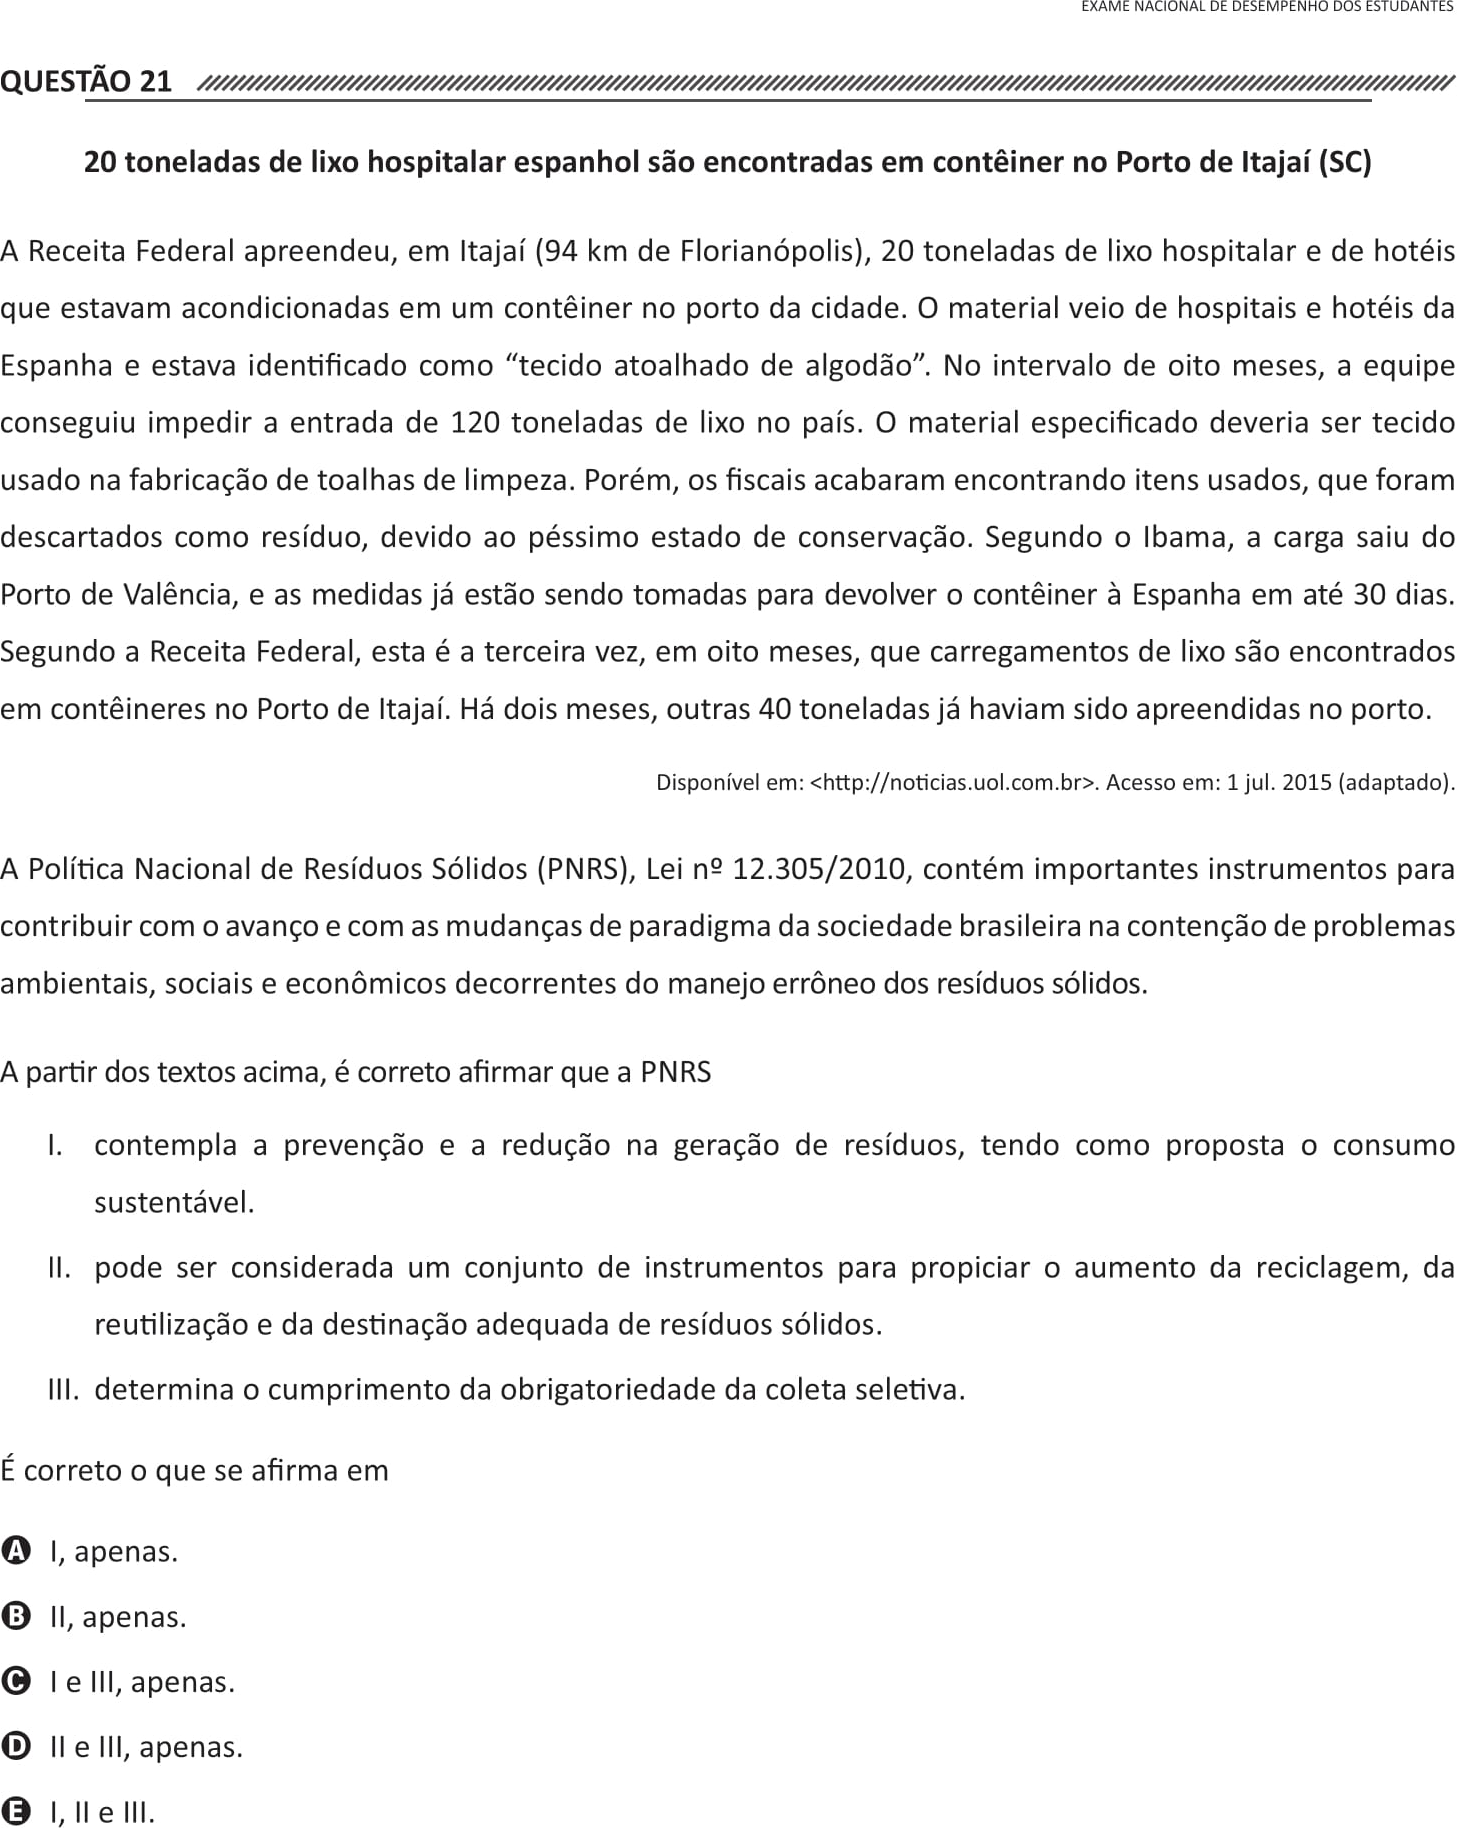 EXAME NACIONAL DE DESEMPENHO DOS ESTUDANTES
QUESTÃO 21
20 toneladas de lixo hospitalar espanhol são encontradas em contêiner no Porto de Itajaí (SC)
A Receita Federal apreendeu, em Itajaí (94 km de Florianópolis), 20 toneladas de lixo hospitalar e de hotéis
que estavam acondicionadas em um contêiner no porto da cidade. O material veio de hospitais e hotéis da
Espanha e estava identificado como “tecido atoalhado de algodão”. No intervalo de oito meses, a equipe
conseguiu impedir a entrada de 120 toneladas de lixo no país. O material especificado deveria ser tecido
usado na fabricação de toalhas de limpeza. Porém, os fiscais acabaram encontrando itens usados, que foram
descartados como resíduo, devido ao péssimo estado de conservação. Segundo o Ibama, a carga saiu do
Porto de Valência, e as medidas já estão sendo tomadas para devolver o contêiner à Espanha em até 30 dias.
Segundo a Receita Federal, esta é a terceira vez, em oito meses, que carregamentos de lixo são encontrados
em contêineres no Porto de Itajaí. Há dois meses, outras 40 toneladas já haviam sido apreendidas no porto.
Disponível em: <http://noticias.uol.com.br>. Acesso em: 1 jul. 2015 (adaptado).
A Política Nacional de Resíduos Sólidos (PNRS), Lei nº 12.305/2010, contém importantes instrumentos para
contribuir com o avanço e com as mudanças de paradigma da sociedade brasileira na contenção de problemas
ambientais, sociais e econômicos decorrentes do manejo errôneo dos resíduos sólidos.
A partir dos textos acima, é correto afirmar que a PNRS
I. contempla a prevenção e a redução na geração de resíduos, tendo como proposta o consumo
sustentável.
II. pode ser considerada um conjunto de instrumentos para propiciar o aumento da reciclagem, da
reutilização e da destinação adequada de resíduos sólidos.
III. determina o cumprimento da obrigatoriedade da coleta seletiva.
É correto o que se afirma em
A I, apenas.
B II, apenas.
C I e III, apenas.
D II e III, apenas.
E I, II e III.